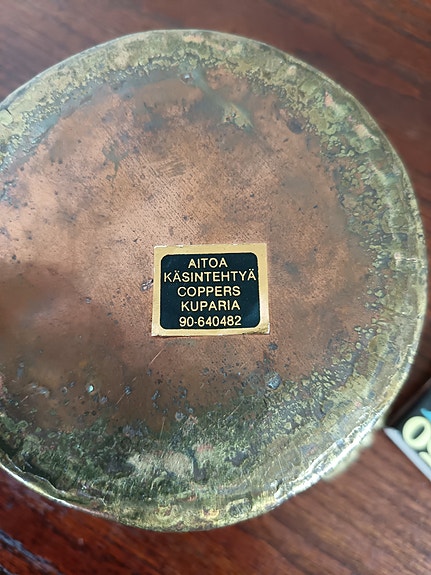 AITOA
KÄSINTEHTYÄ
COPPERS
KUPARIA
90-640482